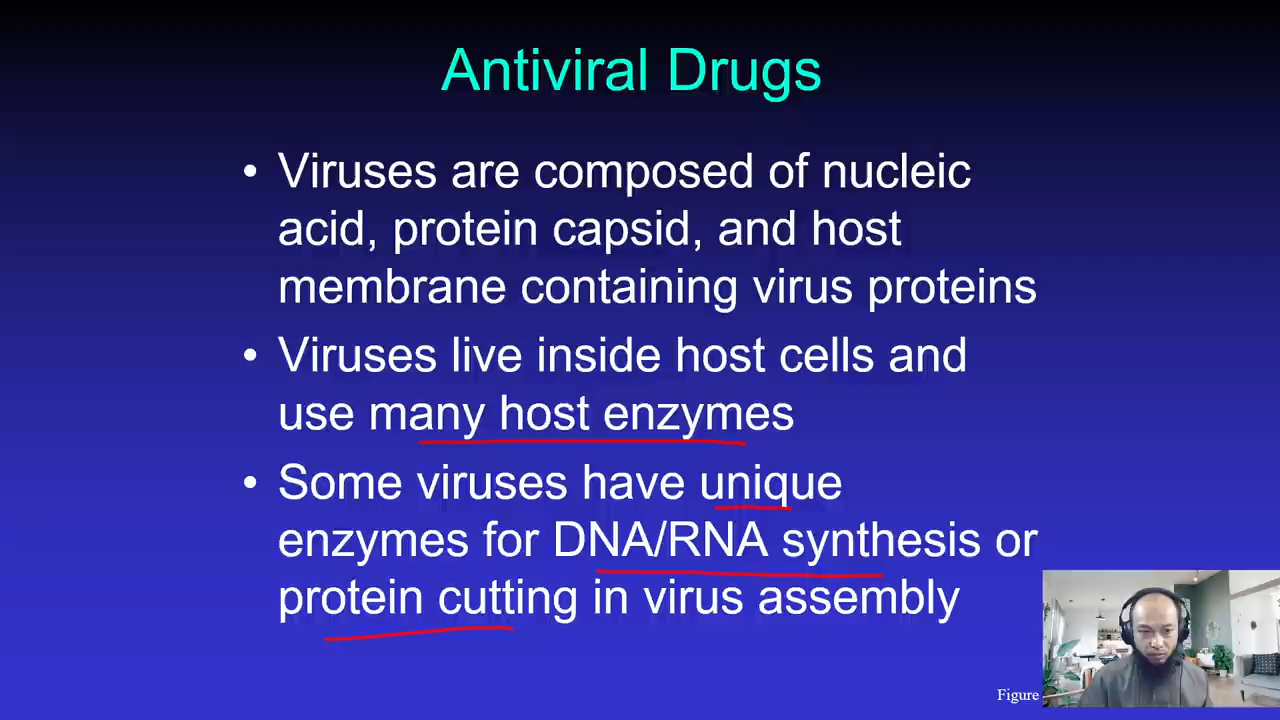 Antiviral Drugs
• Viruses are composed of nucleic
acid, protein capsid, and host
membrane containing virus proteins
• Viruses live inside host cells and
use many host enzymes
• Some viruses have unique
enzymes for DNA/RNA synthesis or
protein cutting in virus assembly
Figure